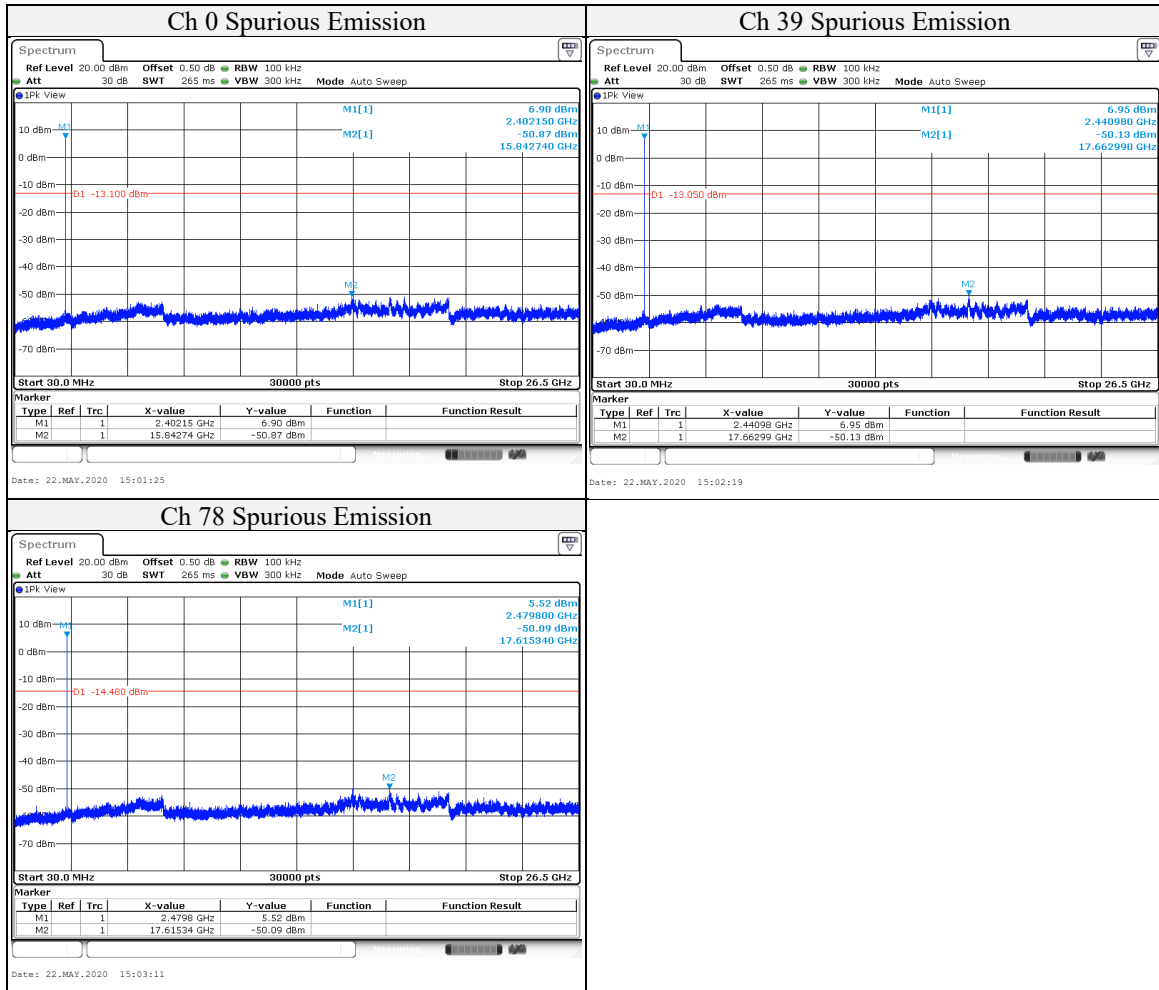 Ch 0 Spurious Emission
Spectrum
Ref Level 20.00 dBm Offset 0.50 dB RBW 100 kHz
Att 30 dB SWT 265 ms VBW 300 kHz Mode Auto Sweep
1Pk View
M1[1] 6.90 dBm
2.402150 GHz
M2[1] -50.87 dBm
15.842740 GHz
10 dBm
M1
0 dBm
-10 dBm
D1 -13.100 dBm
-20 dBm
-30 dBm
-40 dBm
M2
-50 dBm
-70 dBm
Start 30.0 MHz 30000 pts Stop 26.5 GHz
Marker
Type Ref Trc X-value Y-value Function Function Result
M1 1 2.40215 GHz 6.90 dBm
M2 1 15.84274 GHz -50.87 dBm
Date: 22.MAY.2020 15:01:25
Ch 39 Spurious Emission
Spectrum
Ref Level 20.00 dBm Offset 0.50 dB RBW 100 kHz
Att 30 dB SWT 265 ms VBW 300 kHz Mode Auto Sweep
1Pk View
M1[1] 6.95 dBm
2.440980 GHz
M2[1] -50.13 dBm
17.662990 GHz
10 dBm
M1
0 dBm
-10 dBm
D1 -13.050 dBm
-20 dBm
-30 dBm
-40 dBm
M2
-50 dBm
-70 dBm
Start 30.0 MHz 30000 pts Stop 26.5 GHz
Marker
Type Ref Trc X-value Y-value Function Function Result
M1 1 2.44098 GHz 6.95 dBm
M2 1 17.66299 GHz -50.13 dBm
Date: 22.MAY.2020 15:02:19
Ch 78 Spurious Emission
Spectrum
Ref Level 20.00 dBm Offset 0.50 dB RBW 100 kHz
Att 30 dB SWT 265 ms VBW 300 kHz Mode Auto Sweep
1Pk View
M1[1] 5.52 dBm
2.479800 GHz
M2[1] -50.09 dBm
17.615340 GHz
10 dBm
M1
0 dBm
-10 dBm
D1 -14.480 dBm
-20 dBm
-30 dBm
-40 dBm
M2
-50 dBm
-70 dBm
Start 30.0 MHz 30000 pts Stop 26.5 GHz
Marker
Type Ref Trc X-value Y-value Function Function Result
M1 1 2.4798 GHz 5.52 dBm
M2 1 17.61534 GHz -50.09 dBm
Date: 22.MAY.2020 15:03:11